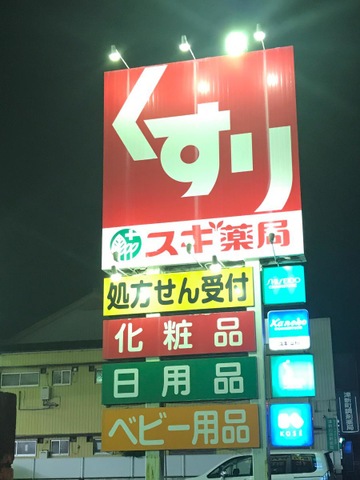 くすり
スギ薬局
処方せん受付
化粧品
日用品
ベビー用品
SHISEIDO
Kanebo
KOSÉ